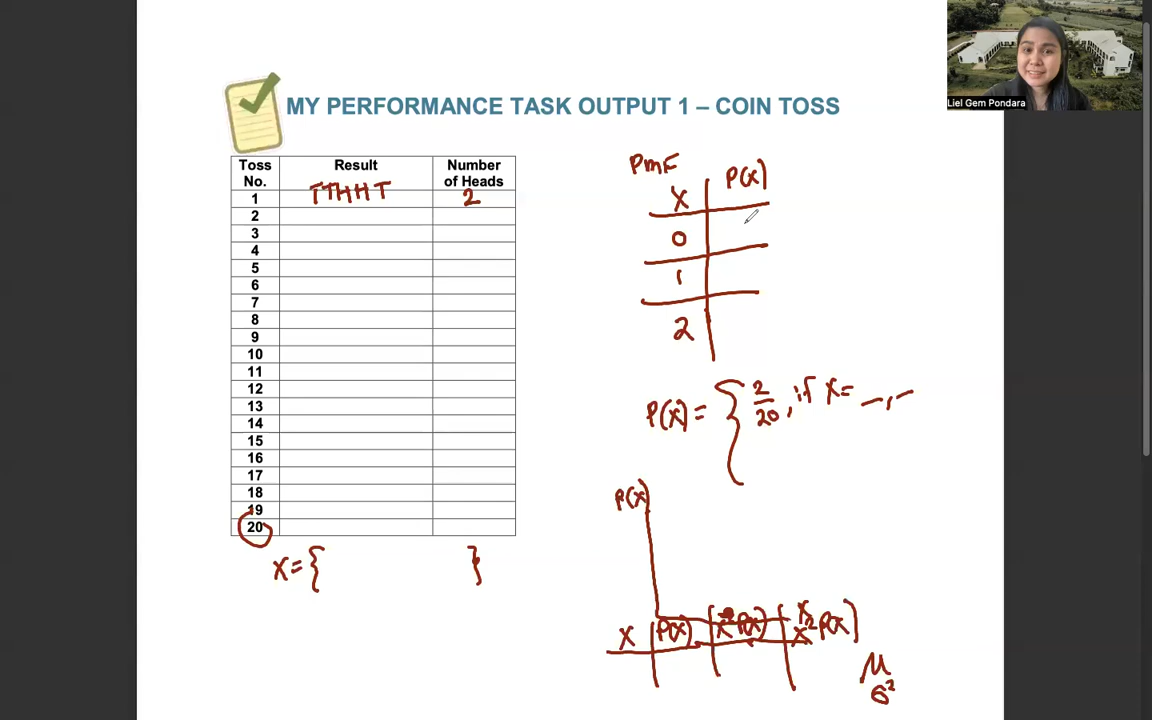 MY PERFORMANCE TASK OUTPUT 1 – COIN TOSS
Liel Gem Pondara
Toss No. Result Number of Heads
1 TTHHT 2
2
3
4
5
6
7
8
9
10
11
12
13
14
15
16
17
18
19
20
X={ }
PmF
X P(X)
0
1
2
P(X) = { 2/20, if X= _,_
P(X)
X P(X) P(X) X² P(X)
M
σ²